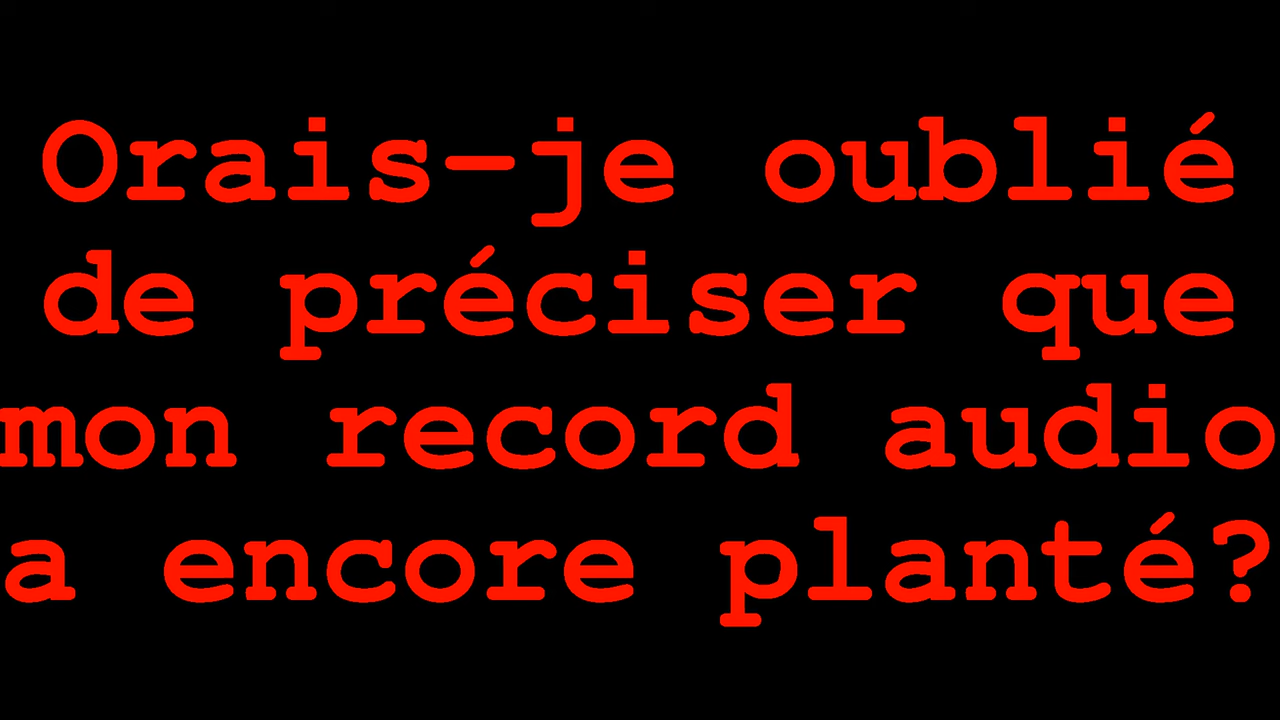 Orais-je oublié
de préciser que
mon record audio
a encore planté?